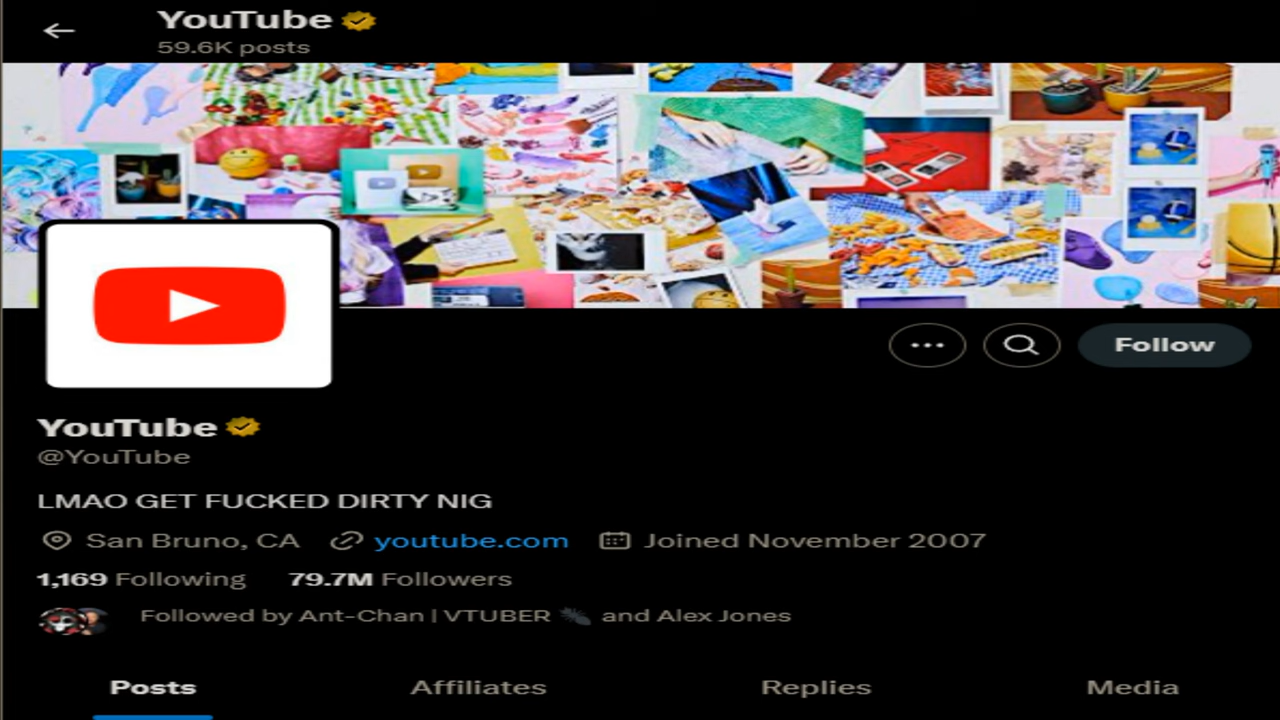 YouTube
59.6K posts
Follow
YouTube
@YouTube
LMAO GET FUCKED DIRTY NIG
San Bruno, CA youtube.com Joined November 2007
1,169 Following 79.7M Followers
Followed by Ant-Chan | VTUBER 🐜 and Alex Jones
Posts Affiliates Replies Media